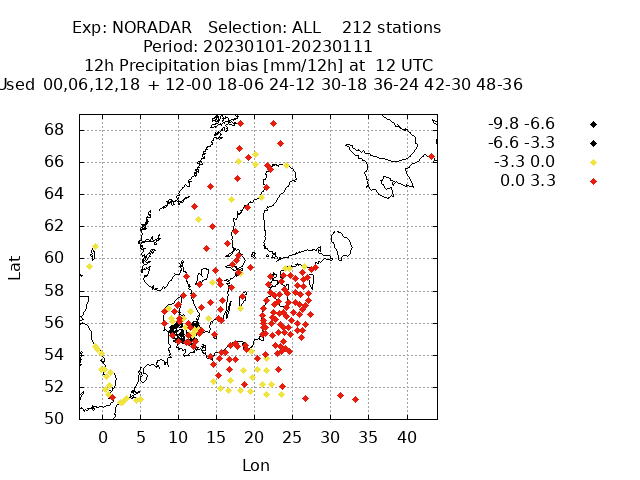 Exp: NORADAR Selection: ALL 212 stations
Period: 20230101-20230111
12h Precipitation bias [mm/12h] at 12 UTC
00,06,12,18 + 12-00 18-06 24-12 30-18 36-24 42-30 48-36
-9.8 -6.6
-6.6 -3.3
-3.3 0.0
0.0 3.3
68
66
64
62
60
58
56
54
52
50
Lat
0 5 10 15 20 25 30 35 40
Lon